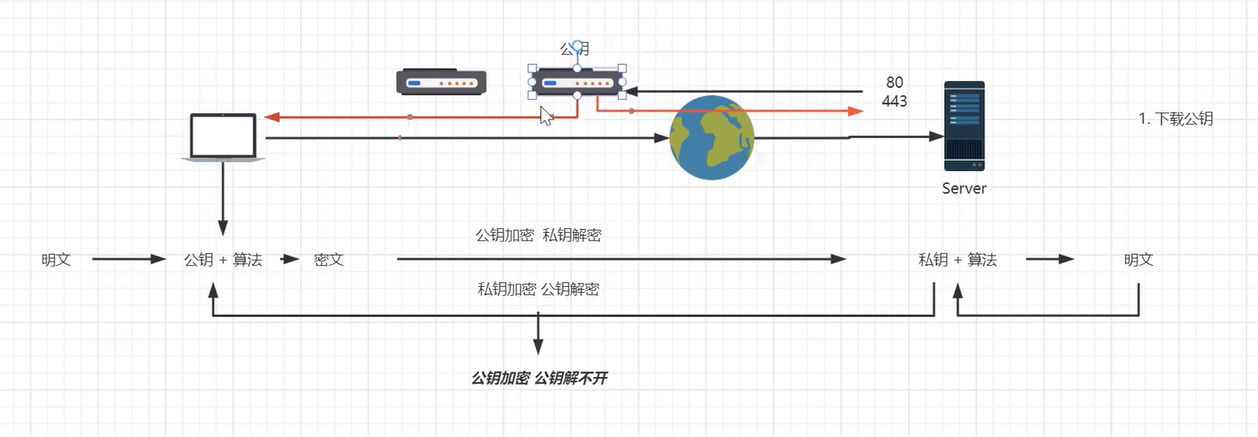 公钥
80
443
1. 下载公钥
Server
公钥加密 私钥解密
明文
公钥 + 算法
密文
私钥 + 算法
明文
私钥加密 公钥解密
公钥加密 公钥解不开